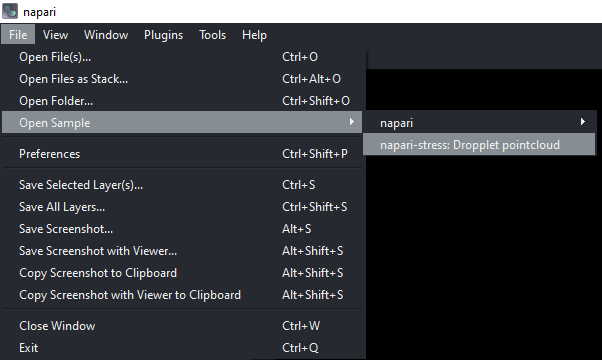 napari
File View Window Plugins Tools Help
Open File(s)... Ctrl+O
Open Files as Stack... Ctrl+Alt+O
Open Folder... Ctrl+Shift+O
Open Sample
napari
napari-stress: Dropplet pointcloud
Preferences Ctrl+Shift+P
Save Selected Layer(s)... Ctrl+S
Save All Layers... Ctrl+Shift+S
Save Screenshot... Alt+S
Save Screenshot with Viewer... Alt+Shift+S
Copy Screenshot to Clipboard Alt+Shift+S
Copy Screenshot with Viewer to Clipboard Alt+Shift+S
Close Window Ctrl+W
Exit Ctrl+Q